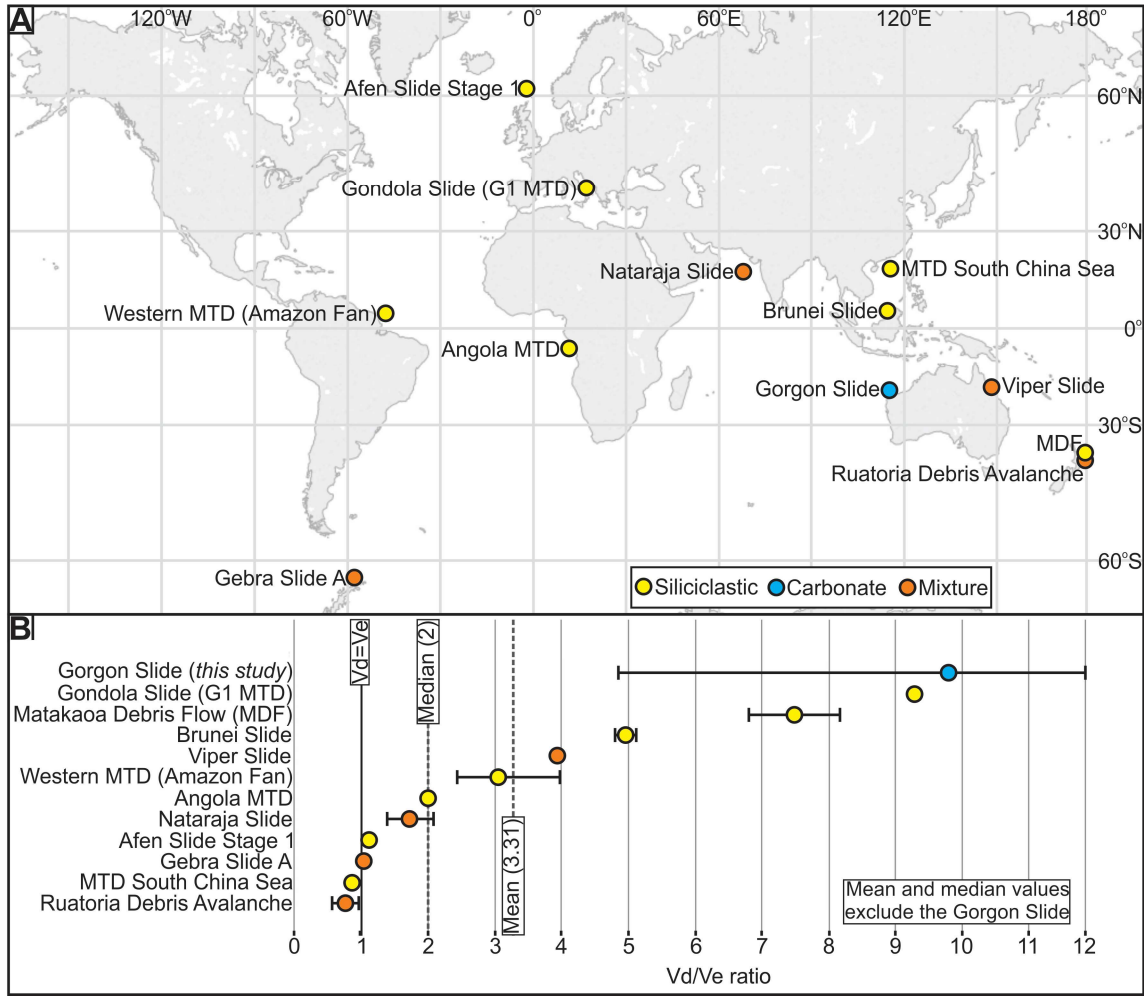 A
120°W 60°W 0° 60°E 120°E 180°
Afen Slide Stage 1
60°N
Gondola Slide (G1 MTD)
30°N
Nataraja Slide
MTD South China Sea
Western MTD (Amazon Fan)
Brunei Slide
0°
Angola MTD
Gorgon Slide
Viper Slide
30°S
MDF
Ruatoria Debris Avalanche
60°S
Gebra Slide A
Siliciclastic Carbonate Mixture
B
Vd=Ve
Median (2)
Mean (3.31)
Gorgon Slide (this study)
Gondola Slide (G1 MTD)
Matakaoa Debris Flow (MDF)
Brunei Slide
Viper Slide
Western MTD (Amazon Fan)
Angola MTD
Nataraja Slide
Afen Slide Stage 1
Gebra Slide A
MTD South China Sea
Ruatoria Debris Avalanche
Mean and median values
exclude the Gorgon Slide
0 1 2 3 4 5 6 7 8 9 10 11 12
Vd/Ve ratio